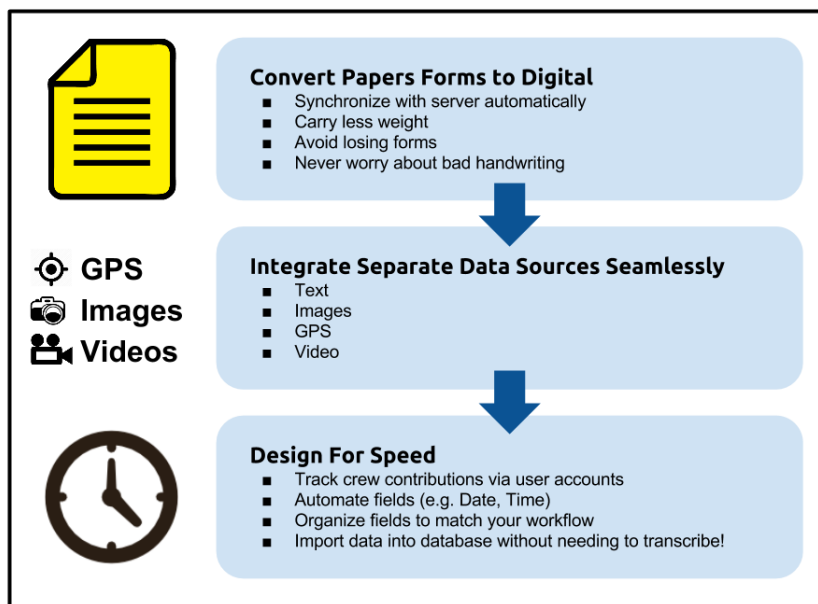 Convert Papers Forms to Digital
■ Synchronize with server automatically
■ Carry less weight
■ Avoid losing forms
■ Never worry about bad handwriting
GPS
Images
Videos
Integrate Separate Data Sources Seamlessly
■ Text
■ Images
■ GPS
■ Video
Design For Speed
■ Track crew contributions via user accounts
■ Automate fields (e.g. Date, Time)
■ Organize fields to match your workflow
■ Import data into database without needing to transcribe!